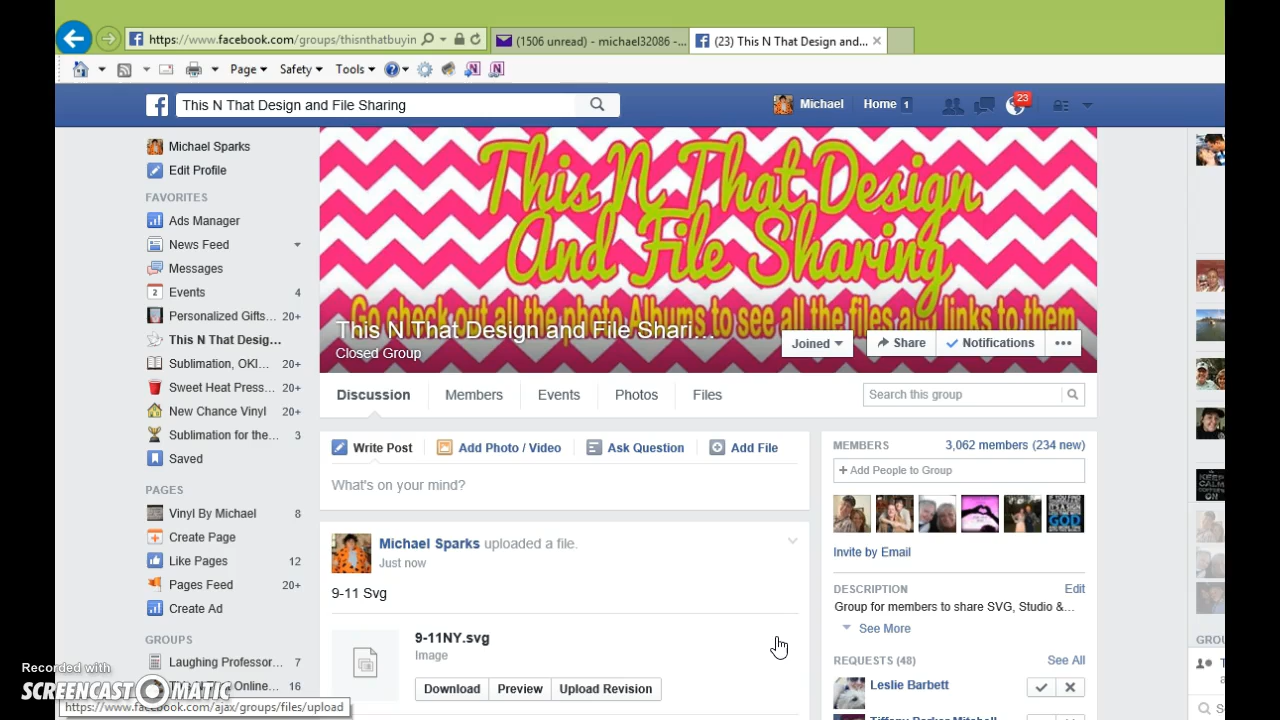 https://www.facebook.com/groups/thisnthatbuyin
(1506 unread) - michael32086 -...
(23) This N That Design and...
Page
Safety
Tools
This N That Design and File Sharing
Michael
Home 1
23
Michael Sparks
Edit Profile
FAVORITES
Ads Manager
News Feed
Messages
Events 4
Personalized Gifts... 20+
This N That Desig...
Sublimation, OKI... 20+
Sweet Heat Press... 20+
New Chance Vinyl 20+
Sublimation for the... 3
Saved
PAGES
Vinyl By Michael 8
Create Page
Like Pages 12
Pages Feed 20+
Create Ad
GROUPS
Laughing Professor... 7
Online... 16
This N That Design
And File Sharing
Go check out all the photo Albums to see all the files and links to them
This N That Design and File Shari...
Closed Group
Joined
Share
Notifications
Discussion
Members
Events
Photos
Files
Search this group
Write Post
Add Photo / Video
Ask Question
Add File
What's on your mind?
Michael Sparks uploaded a file.
Just now
9-11 Svg
9-11NY.svg
Image
Download
Preview
Upload Revision
MEMBERS
3,062 members (234 new)
+ Add People to Group
Invite by Email
DESCRIPTION
Edit
Group for members to share SVG, Studio &...
See More
REQUESTS (48)
See All
Leslie Barbett
Tiffany Parker Mitchell
GROU
Recorded with
SCREENCAST-O-MATIC
https://www.facebook.com/ajax/groups/files/upload